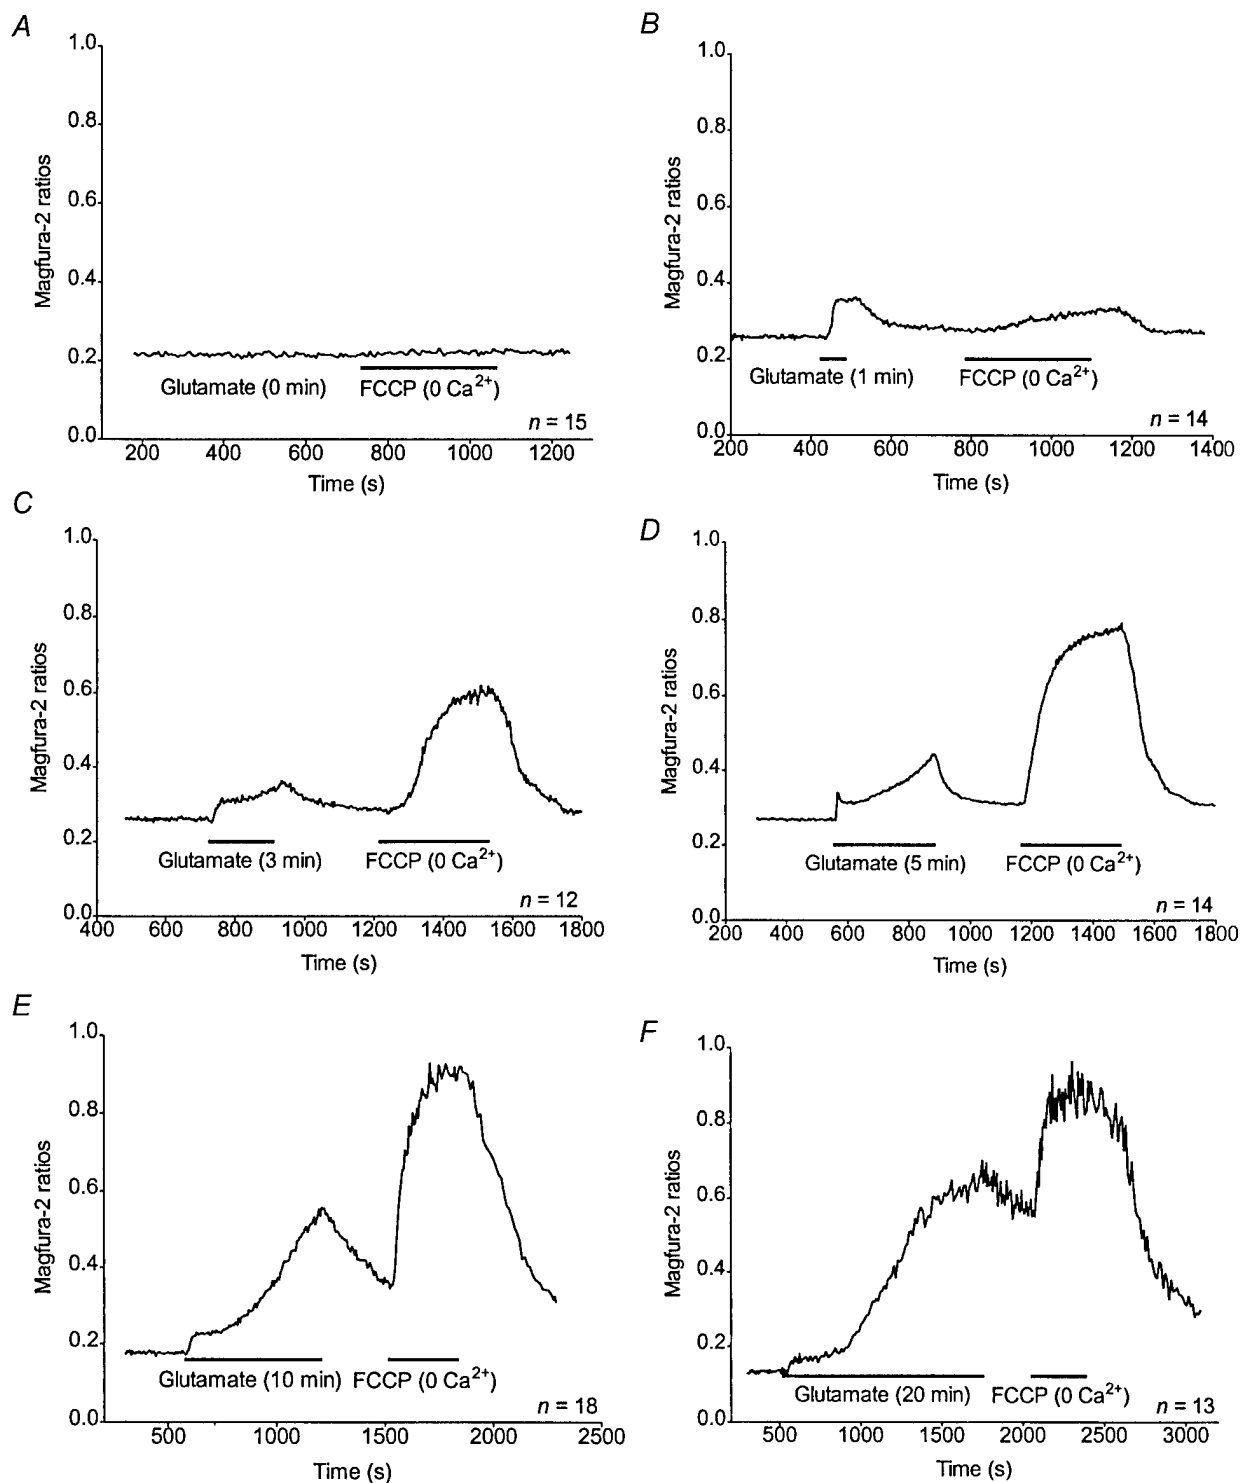 A
1.0
0.8
0.6
0.4
0.2
0.0
Magfura-2 ratios
Glutamate (0 min)
FCCP (0 Ca²⁺)
n = 15
200 400 600 800 1000 1200
Time (s)
B
1.0
0.8
0.6
0.4
0.2
0.0
Magfura-2 ratios
Glutamate (1 min)
FCCP (0 Ca²⁺)
n = 14
200 400 600 800 1000 1200 1400
Time (s)
C
1.0
0.8
0.6
0.4
0.2
0.0
Magfura-2 ratios
Glutamate (3 min)
FCCP (0 Ca²⁺)
n = 12
400 600 800 1000 1200 1400 1600 1800
Time (s)
D
1.0
0.8
0.6
0.4
0.2
0.0
Magfura-2 ratios
Glutamate (5 min)
FCCP (0 Ca²⁺)
n = 14
200 400 600 800 1000 1200 1400 1600 1800
Time (s)
E
1.0
0.8
0.6
0.4
0.2
0.0
Magfura-2 ratios
Glutamate (10 min)
FCCP (0 Ca²⁺)
n = 18
500 1000 1500 2000 2500
Time (s)
F
1.0
0.8
0.6
0.4
0.2
0.0
Magfura-2 ratios
Glutamate (20 min)
FCCP (0 Ca²⁺)
n = 13
500 1000 1500 2000 2500 3000
Time (s)